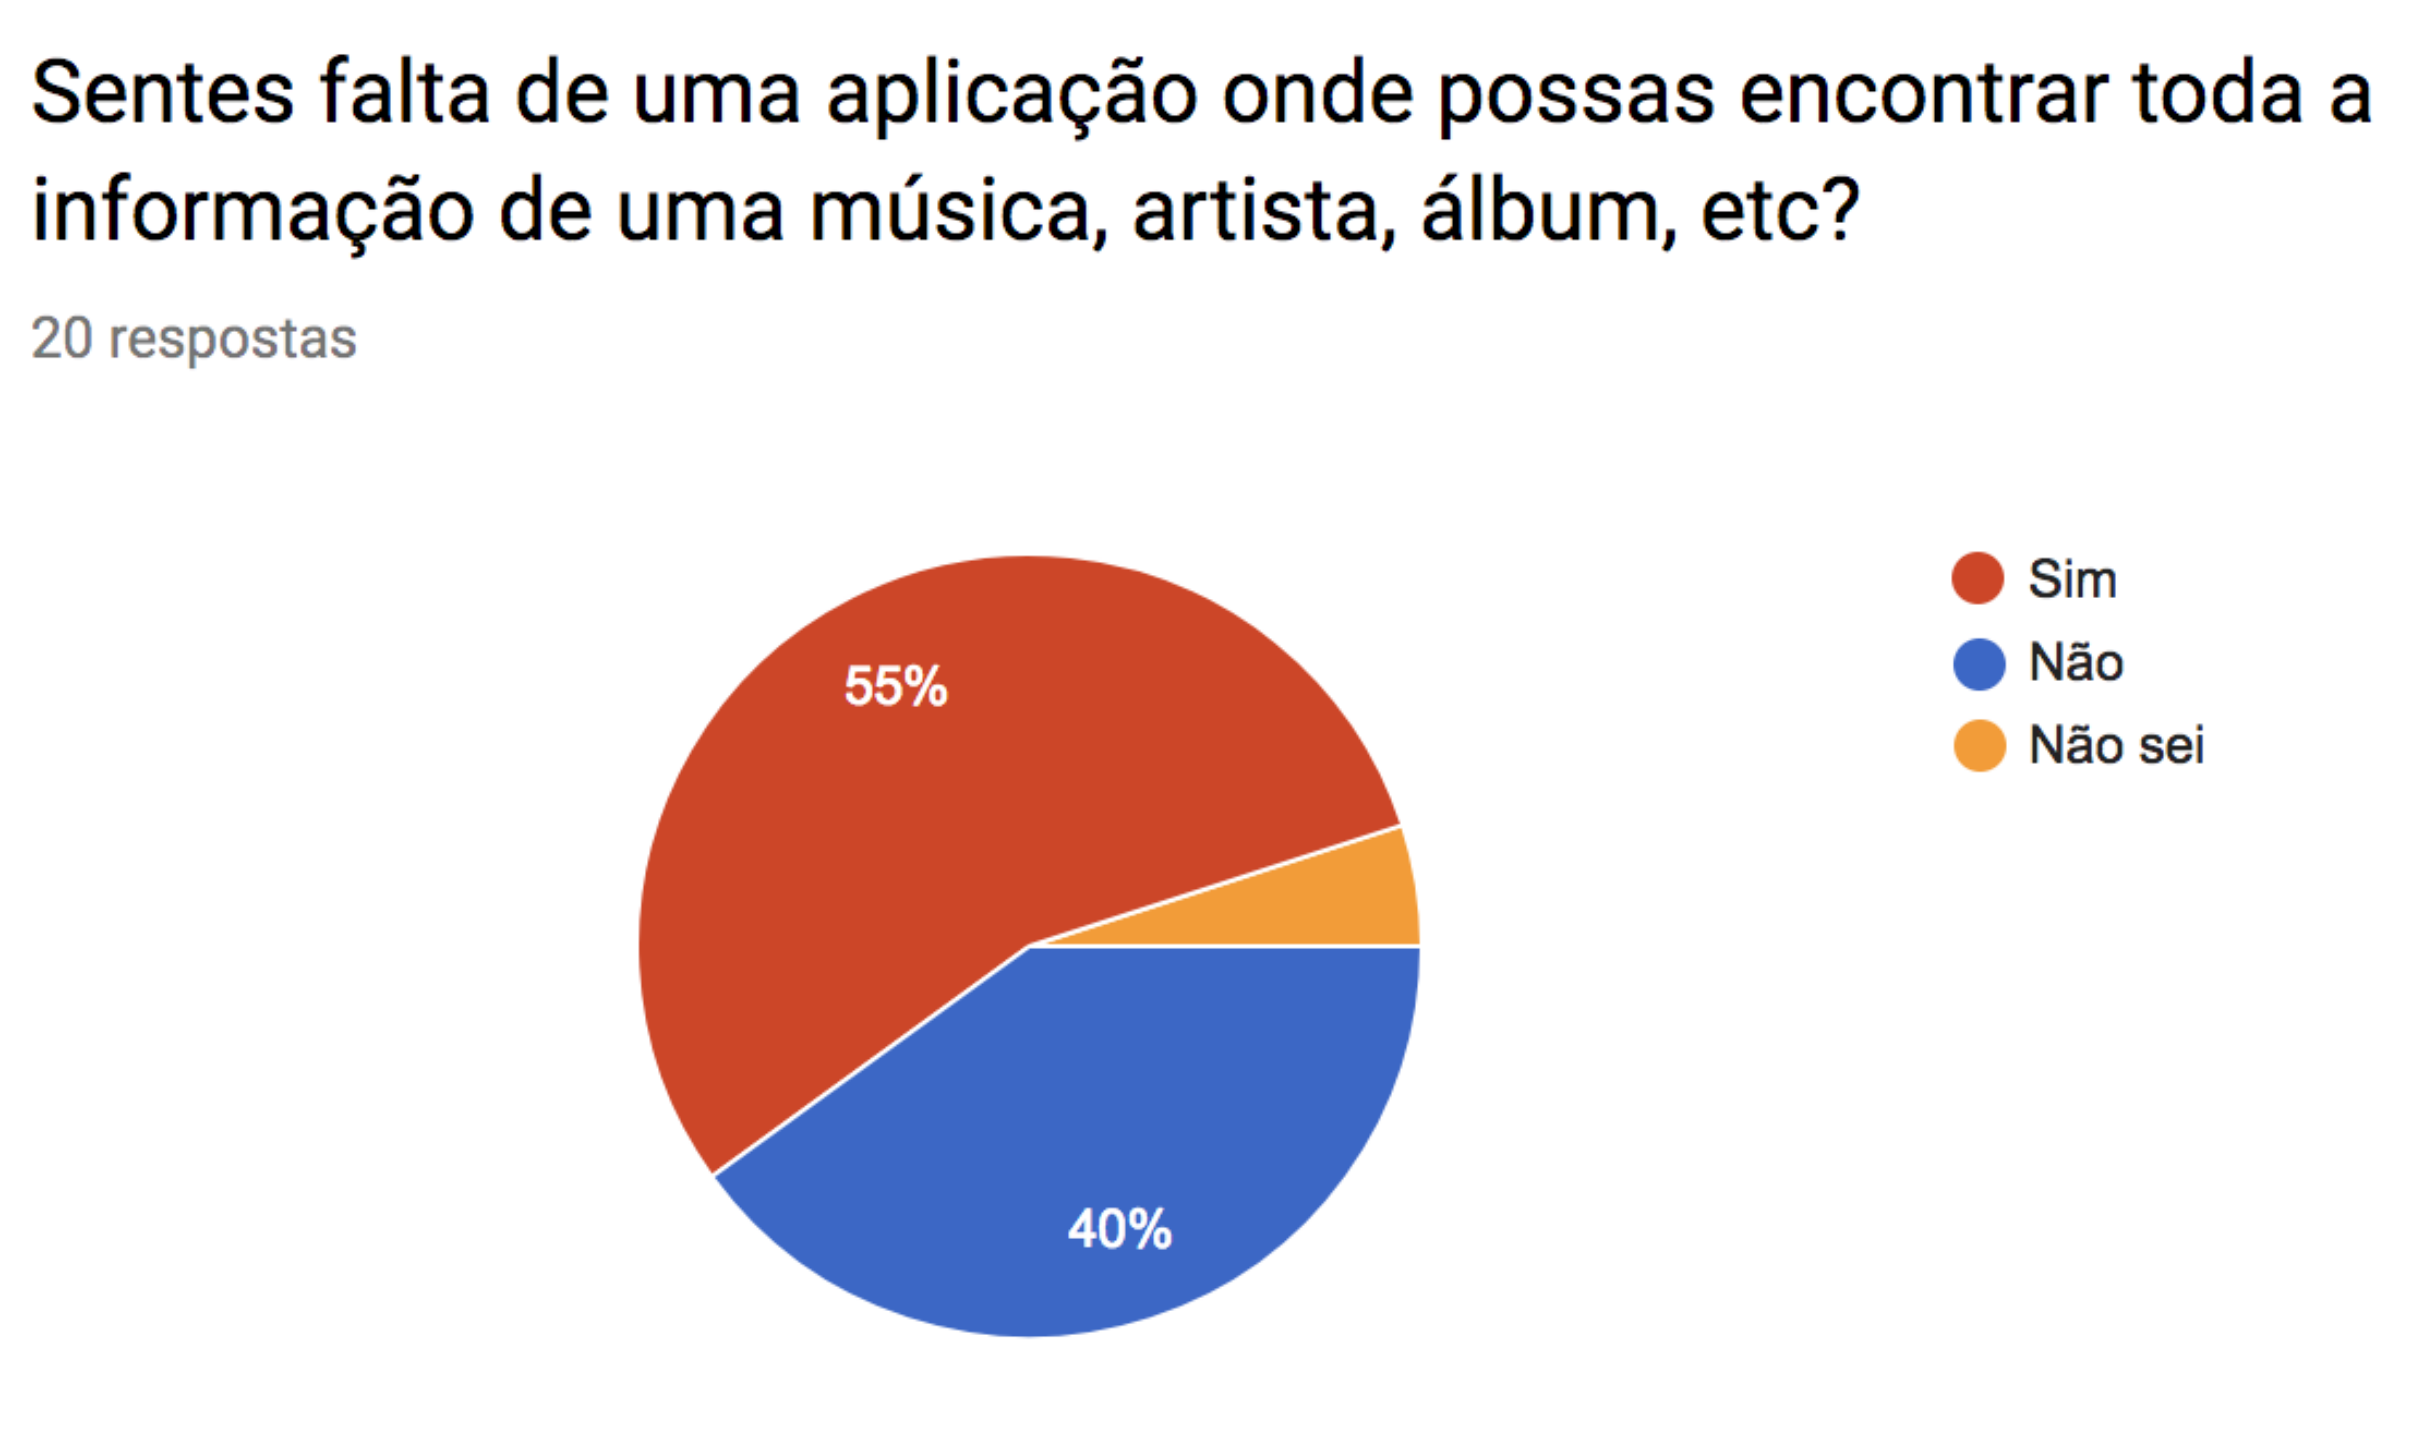 Sentes falta de uma aplicação onde possas encontrar toda a
informação de uma música, artista, álbum, etc?
20 respostas
55%
40%
Sim
Não
Não sei